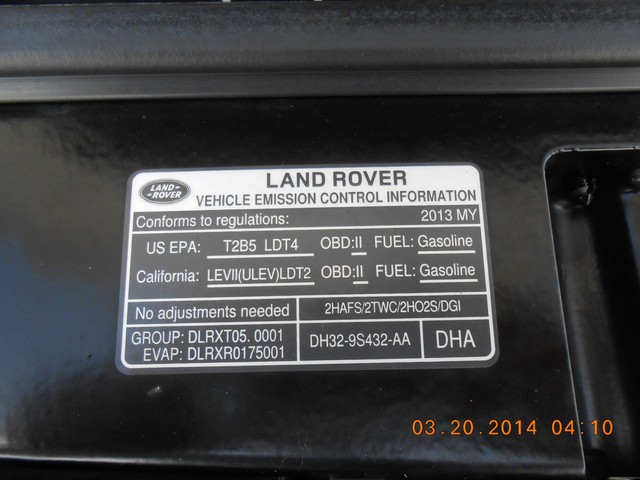 LAND
ROVER
LAND ROVER
VEHICLE EMISSION CONTROL INFORMATION
Conforms to regulations: 2013 MY
US EPA: T2B5 LDT4 OBD:II FUEL: Gasoline
California: LEVII(ULEV)LDT2 OBD:II FUEL: Gasoline
No adjustments needed 2HAFS/2TWC/2HO2S/DGI
GROUP: DLRXT05. 0001
EVAP: DLRXR0175001
DH32-9S432-AA
DHA
03.20.2014 04:10